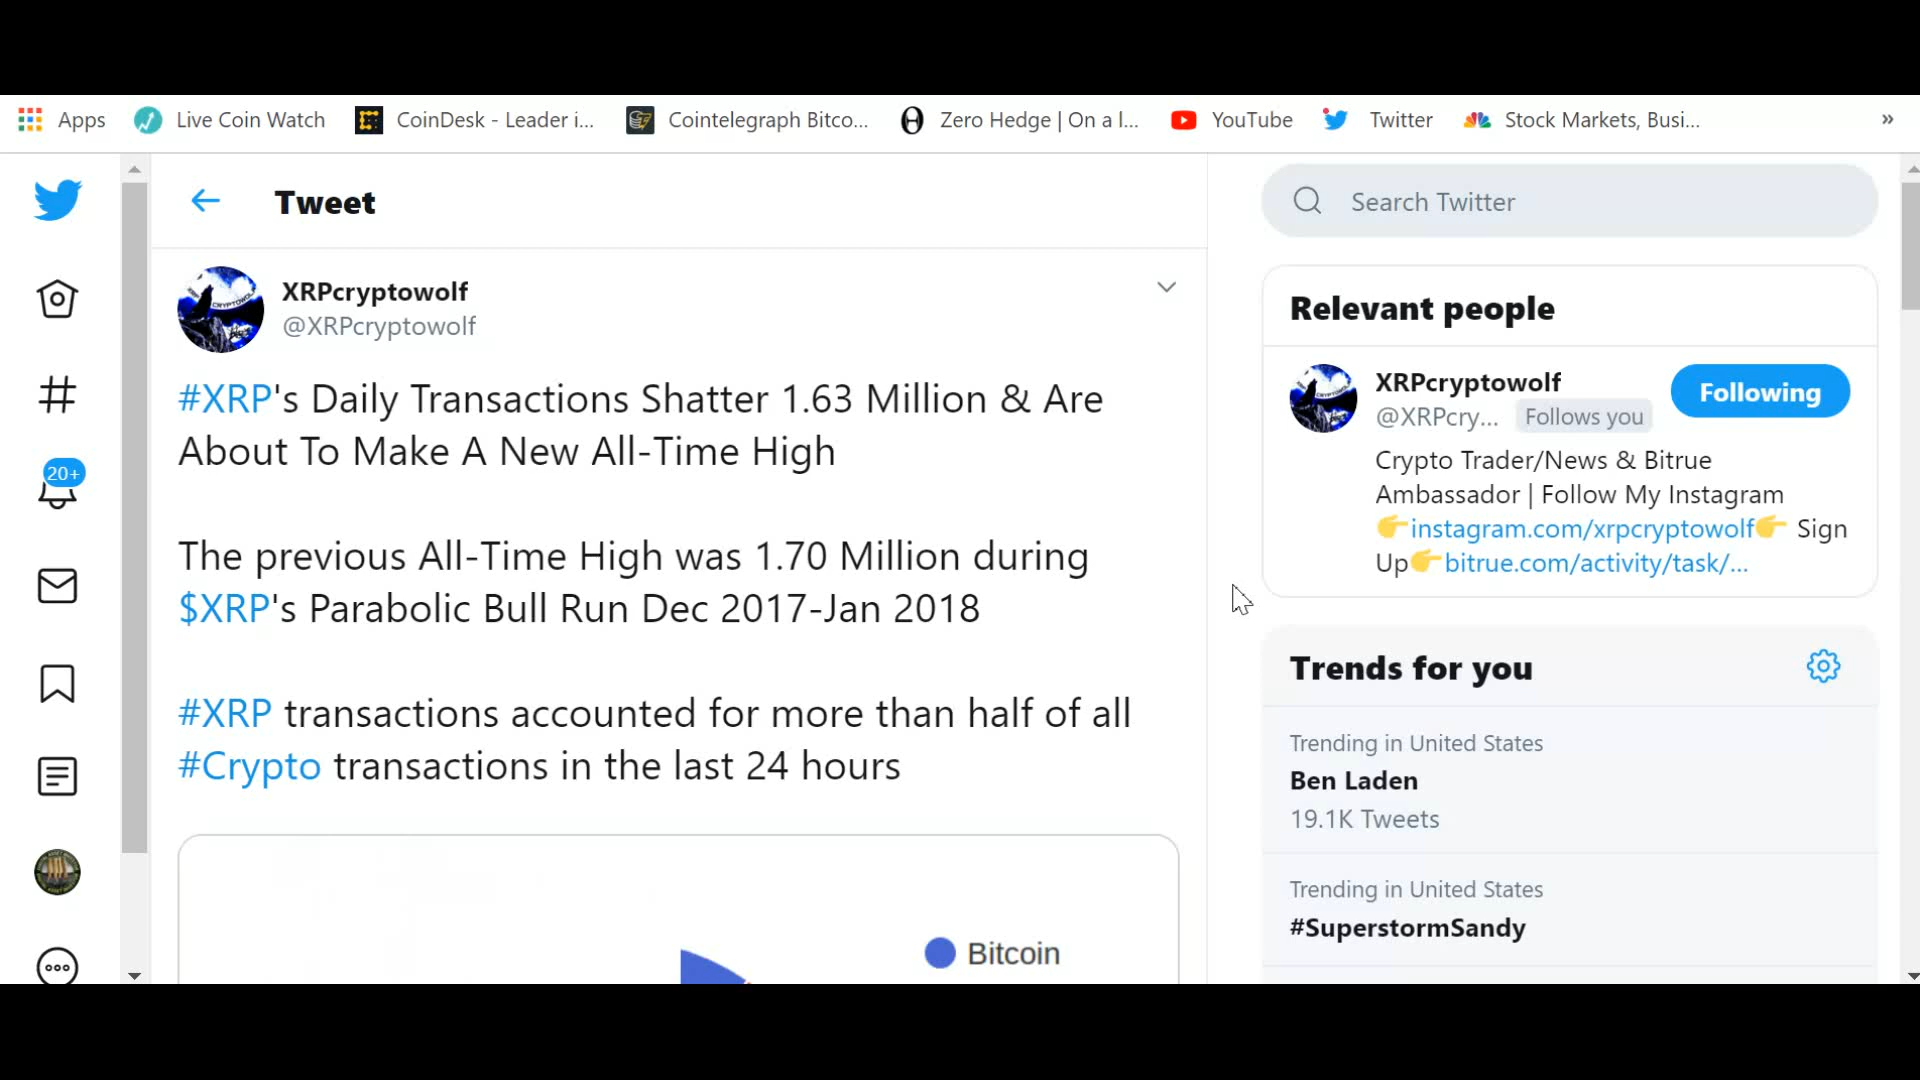 Apps
Live Coin Watch
CoinDesk - Leader i...
Cointelegraph Bitco...
Zero Hedge | On a l...
YouTube
Twitter
Stock Markets, Busi...
»
Tweet
Search Twitter
XRPcryptowolf
@XRPcryptowolf
#XRP's Daily Transactions Shatter 1.63 Million & Are
About To Make A New All-Time High
The previous All-Time High was 1.70 Million during
$XRP's Parabolic Bull Run Dec 2017-Jan 2018
#XRP transactions accounted for more than half of all
#Crypto transactions in the last 24 hours
Bitcoin
20+
Relevant people
XRPcryptowolf
@XRPcry... Follows you
Following
Crypto Trader/News & Bitrue
Ambassador | Follow My Instagram
👉instagram.com/xrpcryptowolf👉 Sign
Up👉bitrue.com/activity/task/...
Trends for you
Trending in United States
Ben Laden
19.1K Tweets
Trending in United States
#SuperstormSandy